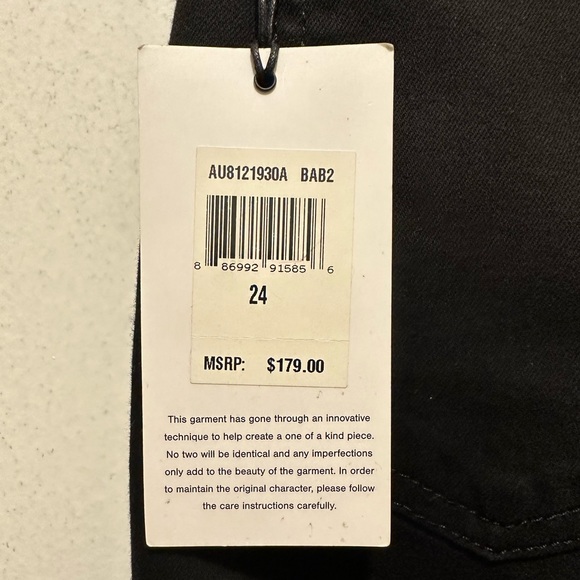 AU8121930A BAB2
8 86992 91585 6
24
MSRP: $179.00
This garment has gone through an innovative
technique to help create a one of a kind piece.
No two will be identical and any imperfections
only add to the beauty of the garment. In order
to maintain the original character, please follow
the care instructions carefully.